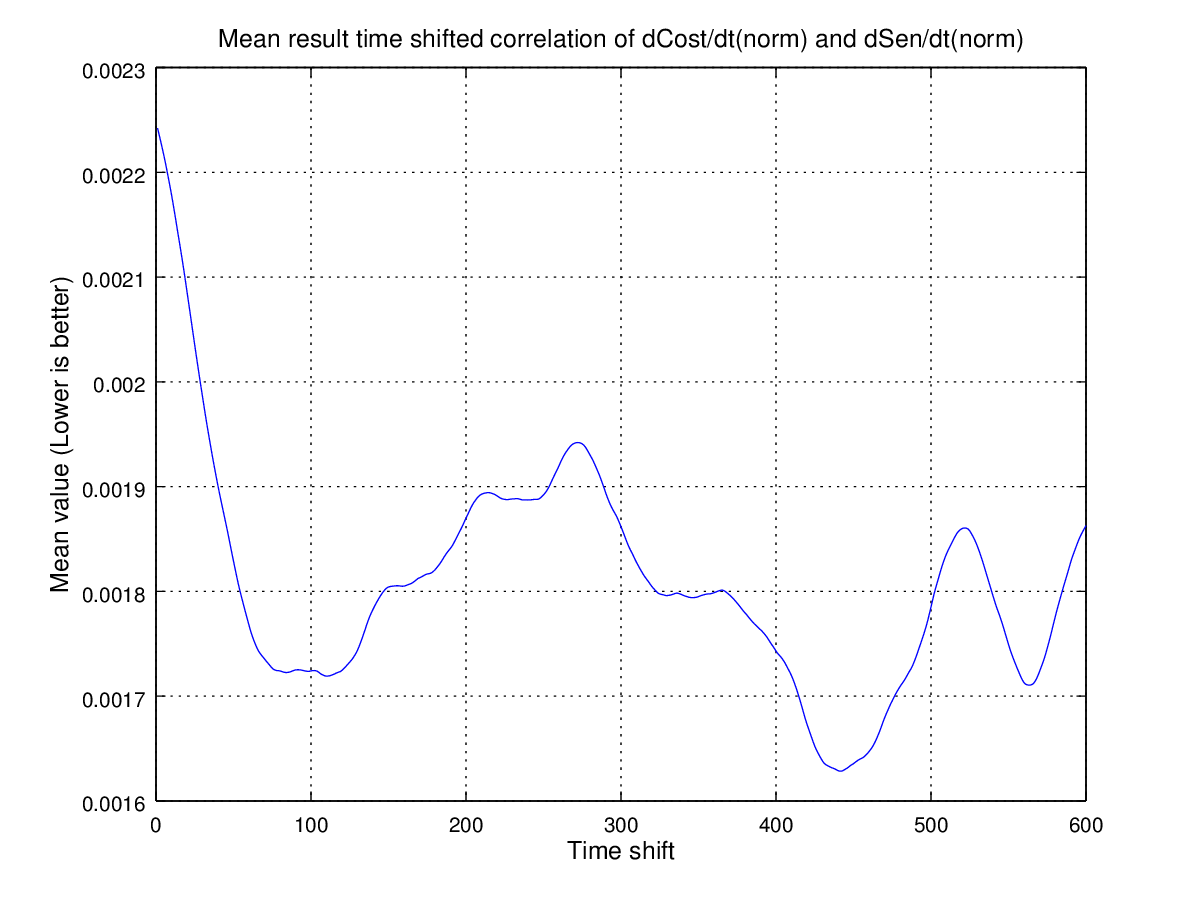 Mean result time shifted correlation of dCost/dt(norm) and dSen/dt(norm)
0.0023
0.0022
0.0021
0.002
0.0019
0.0018
0.0017
0.0016
Mean value (Lower is better)
0 100 200 300 400 500 600
Time shift